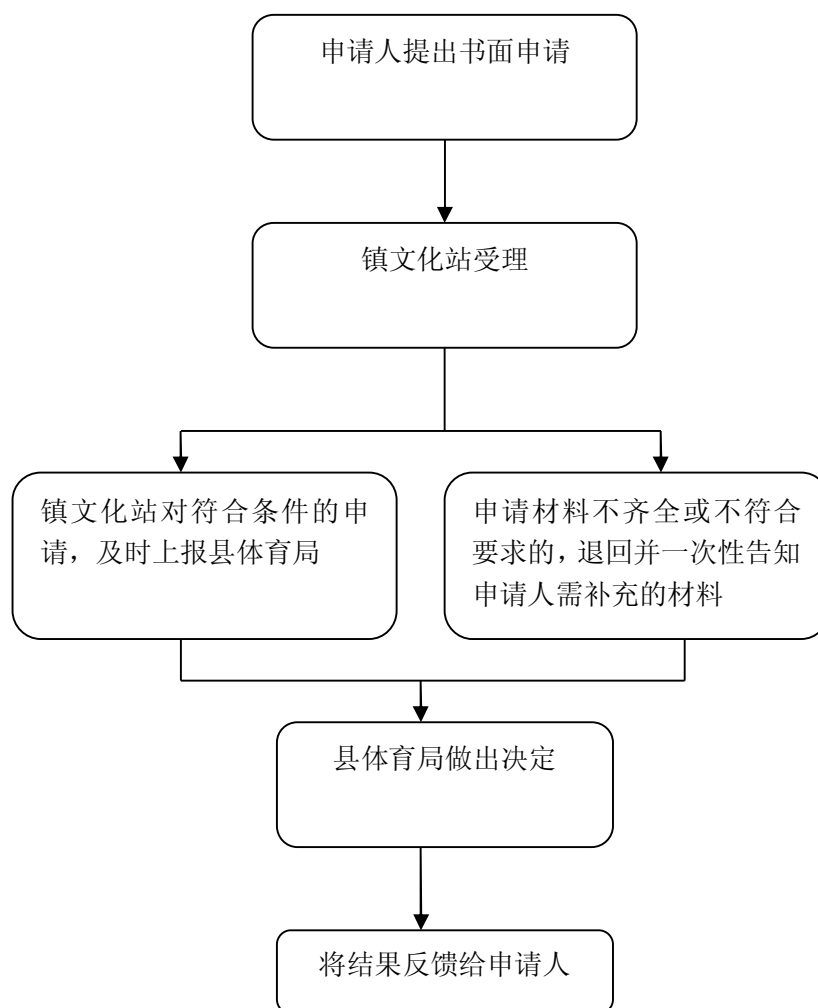 申请人提出书面申请
镇文化站受理
镇文化站对符合条件的申
请，及时上报县体育局
申请材料不齐全或不符合
要求的，退回并一次性告知
申请人需补充的材料
县体育局做出决定
将结果反馈给申请人